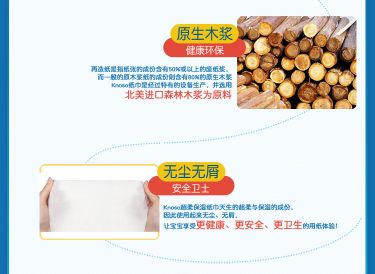 原生木浆
健康环保
再造纸是指纸张的成份含有50%或以上的废纸浆。
而一般的原木浆纸的成份则含有80%的原生木浆
Knoso纸巾是经过特有的设备生产，并选用
北美进口森林木浆为原料
无尘无屑
安全卫士
Knoso超柔保湿纸巾天生的超柔与保湿的成份，
因此使用起来无尘、无屑，
让宝宝享受更健康、更安全、更卫生的用纸体验！